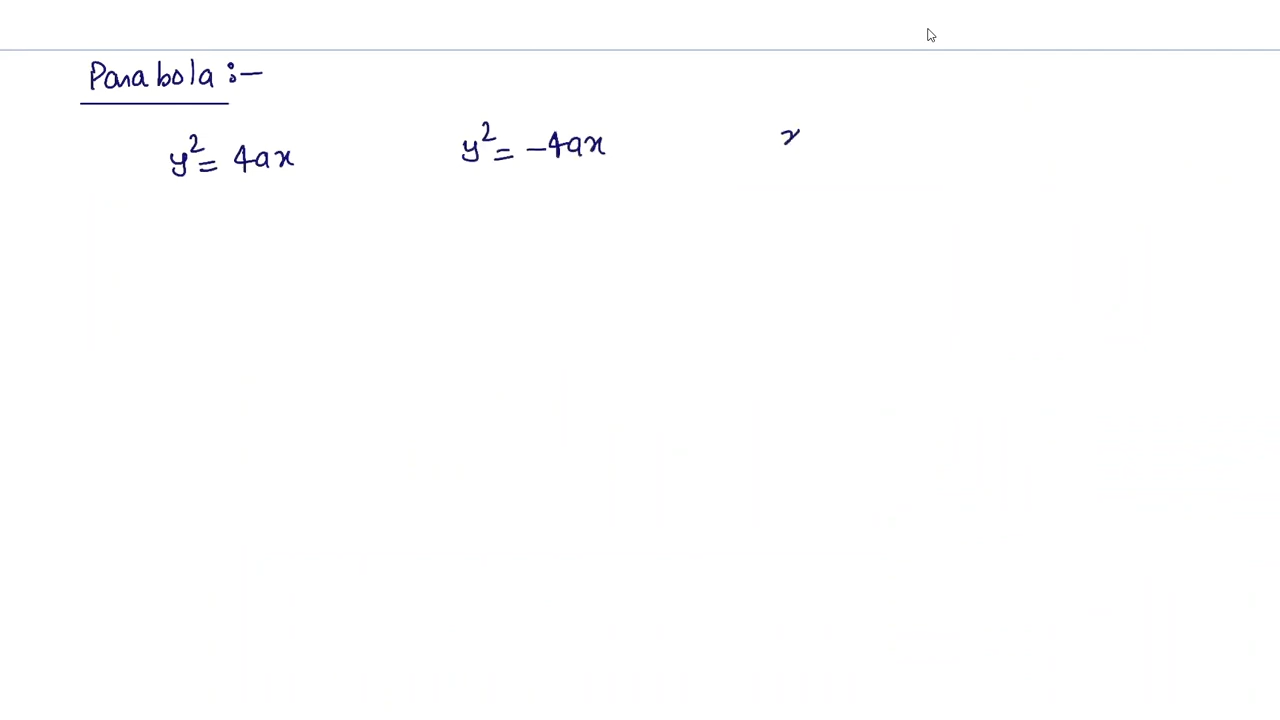 Parabola :-
y² = 4ax y² = -4ax x